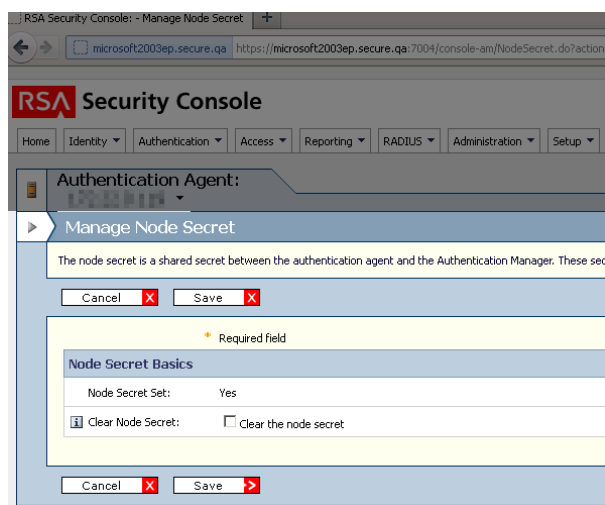 RSA Security Console: - Manage Node Secret
microsoft2003ep.secure.qa https://microsoft2003ep.secure.qa:7004/console-am/NodeSecret.do?action
RSA Security Console
Home Identity Authentication Access Reporting RADIUS Administration Setup
Authentication Agent:
Manage Node Secret
The node secret is a shared secret between the authentication agent and the Authentication Manager. These sec
Cancel X Save X
* Required field
Node Secret Basics
Node Secret Set: Yes
i Clear Node Secret: Clear the node secret
Cancel X Save